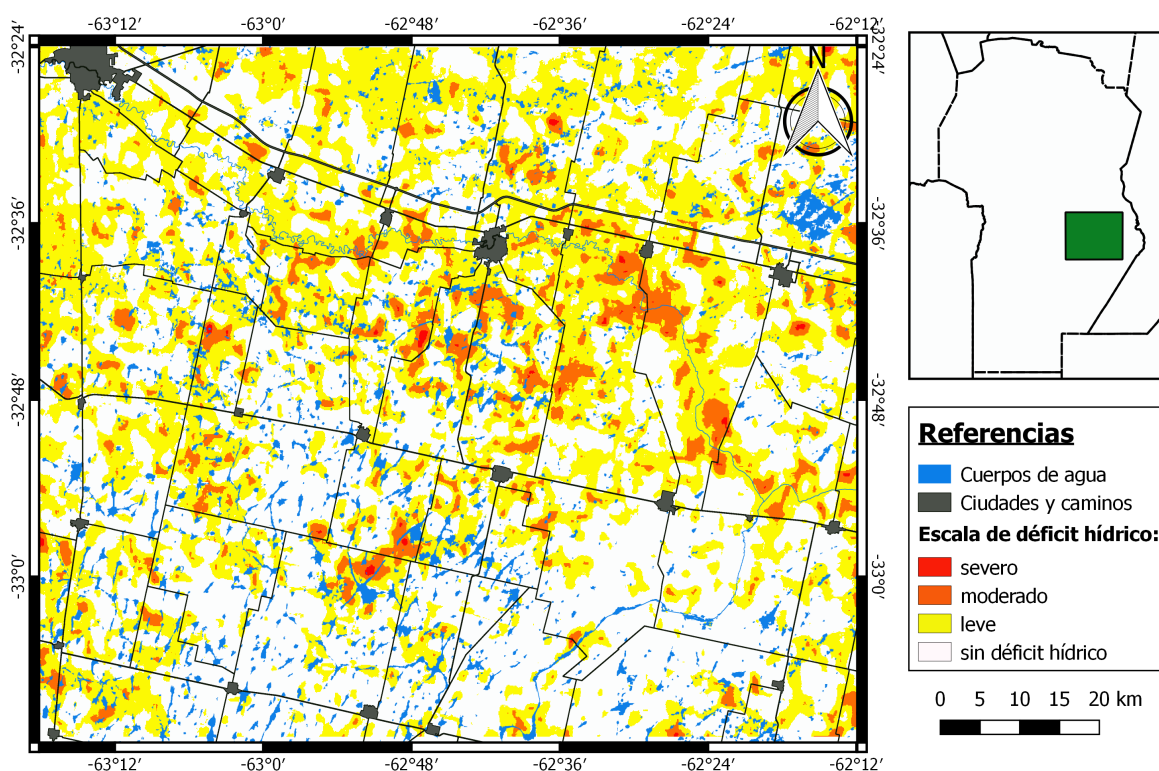 -63°12′ -63°0′ -62°48′ -62°36′ -62°24′ -62°12′
-32°24′ -32°24′
N
-32°36′ -32°36′
-32°48′ -32°48′
-33°0′ -33°0′
-63°12′ -63°0′ -62°48′ -62°36′ -62°24′ -62°12′
Referencias
Cuerpos de agua
Ciudades y caminos
Escala de déficit hídrico:
severo
moderado
leve
sin déficit hídrico
0 5 10 15 20 km